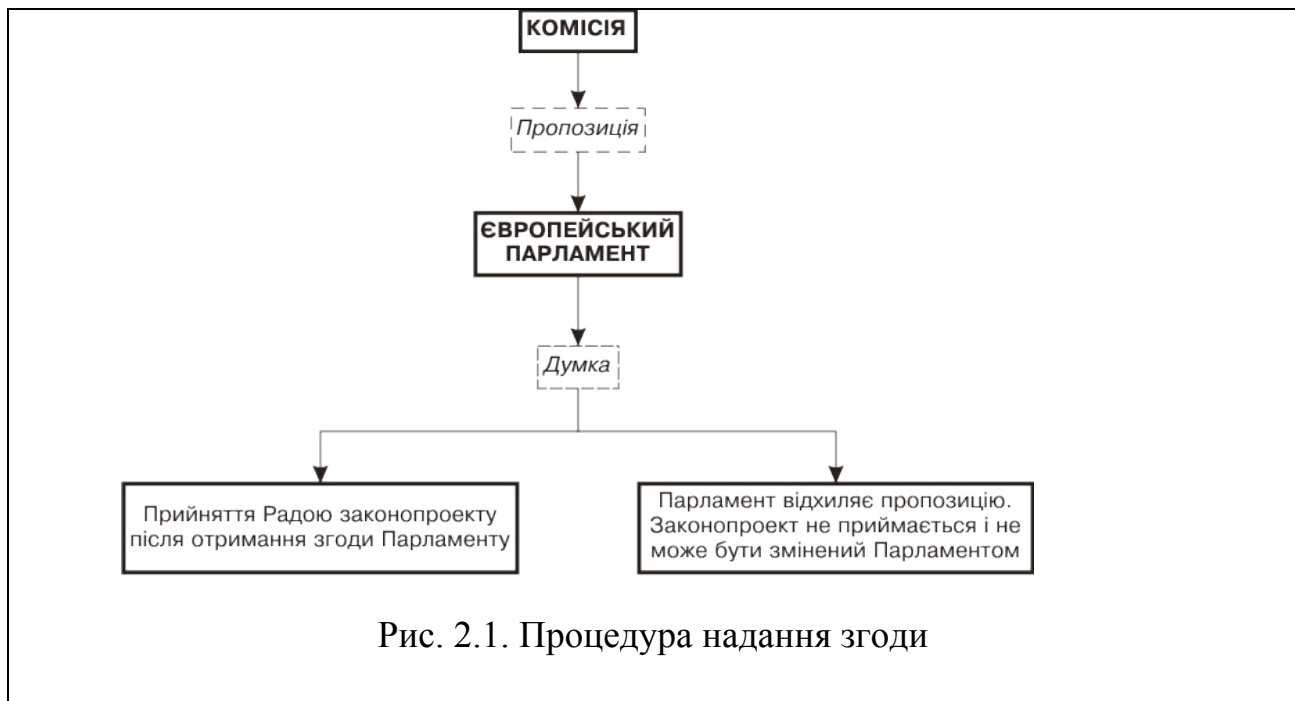 КОМІСІЯ
Пропозиція
ЄВРОПЕЙСЬКИЙ
ПАРЛАМЕНТ
Думка
Прийняття Радою законопроекту
після отримання згоди Парламенту
Парламент відхиляє пропозицію.
Законопроект не приймається і не
може бути змінений Парламентом
Рис. 2.1. Процедура надання згоди